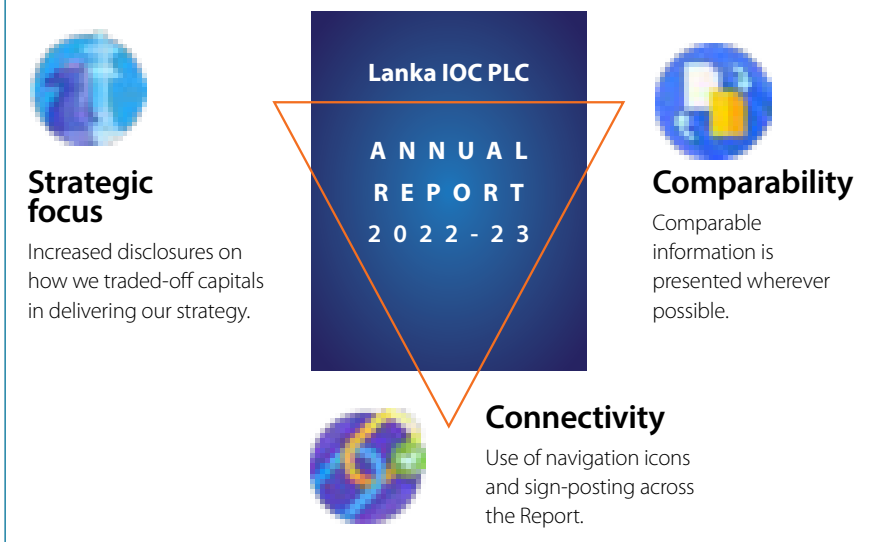 Lanka IOC PLC
ANNUAL
REPORT
2022-23
Strategic
focus
Increased disclosures on
how we traded-off capitals
in delivering our strategy.
Comparability
Comparable
information is
presented wherever
possible.
Connectivity
Use of navigation icons
and sign-posting across
the Report.